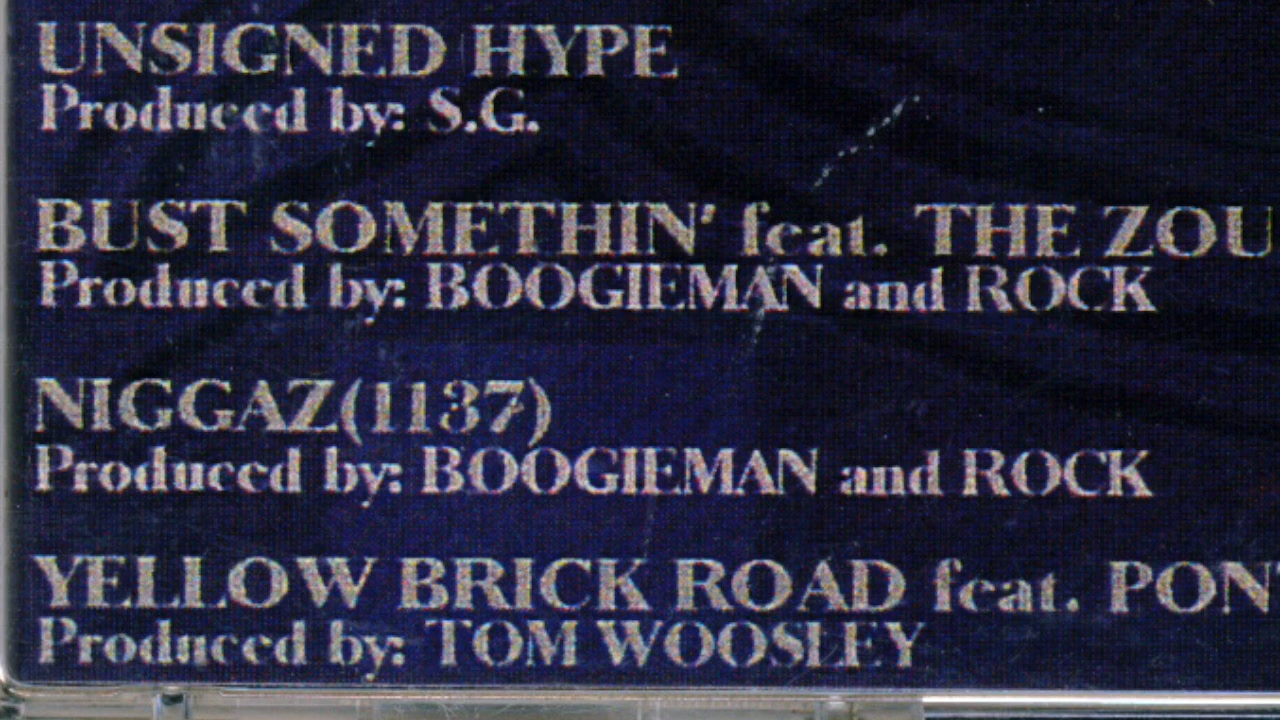 UNSIGNED HYPE
Produced by: S.G.
BUST SOMETHIN' feat. THE ZOU
Produced by: BOOGIEMAN and ROCK
NIGGAZ(1137)
Produced by: BOOGIEMAN and ROCK
YELLOW BRICK ROAD feat. PON
Produced by: TOM WOOSLEY